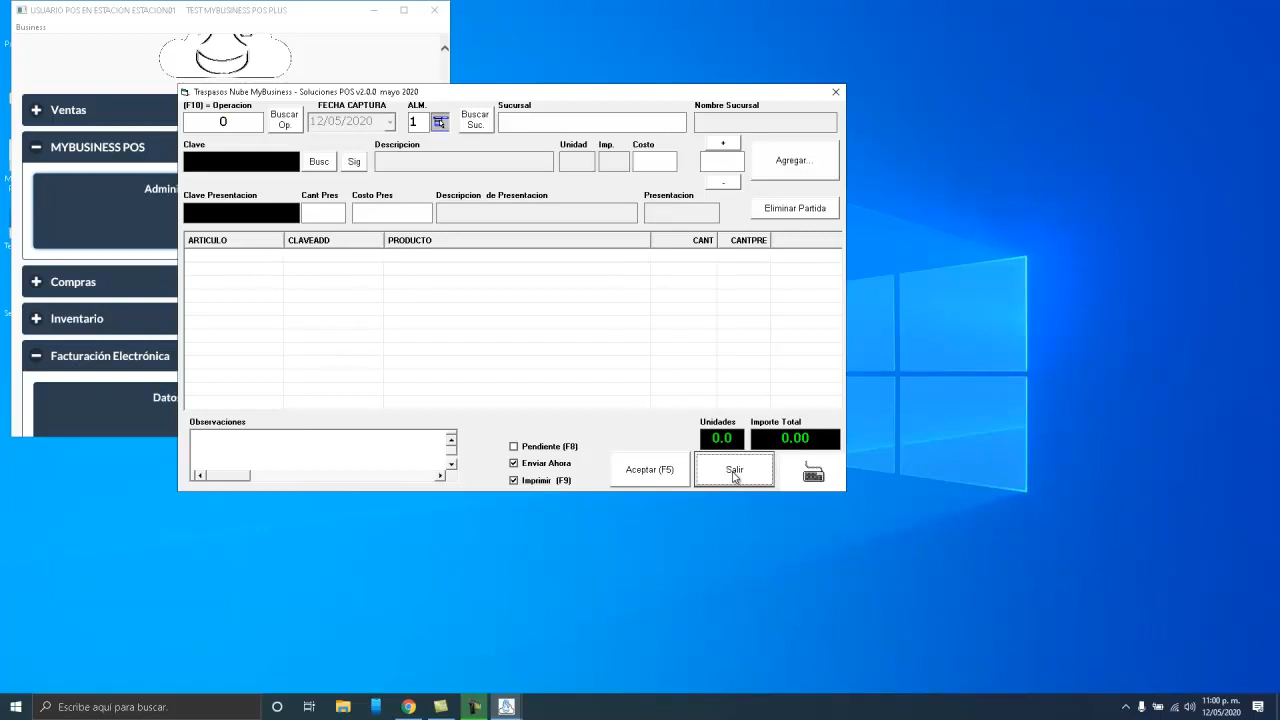 USUARIO POS EN ESTACION ESTACION01 TEST MYBUSINESS POS PLUS
Business
Ventas
MYBUSINESS POS
Admini
Compras
Inventario
Facturación Electrónica
Datos
Traspasos Nube MyBusiness - Soluciones POS v2.0.0 mayo 2020
(F10) = Operacion
FECHA CAPTURA
ALM.
Sucursal
Nombre Sucursal
0
Buscar Op.
12/05/2020
1
Buscar Suc.
Clave
Descripcion
Unidad
Imp.
Costo
+
Busc
Sig
Agregar...
-
Clave Presentacion
Cant Pres
Costo Pres
Descripcion de Presentacion
Presentacion
Eliminar Partida
ARTICULO CLAVEADD PRODUCTO CANT CANTPRE
Observaciones
Unidades
Importe Total
0.0
0.00
Pendiente (F8)
Enviar Ahora
Imprimir (F9)
Aceptar (F5)
Salir
Escribe aquí para buscar.
11:00 p. m.
12/05/2020